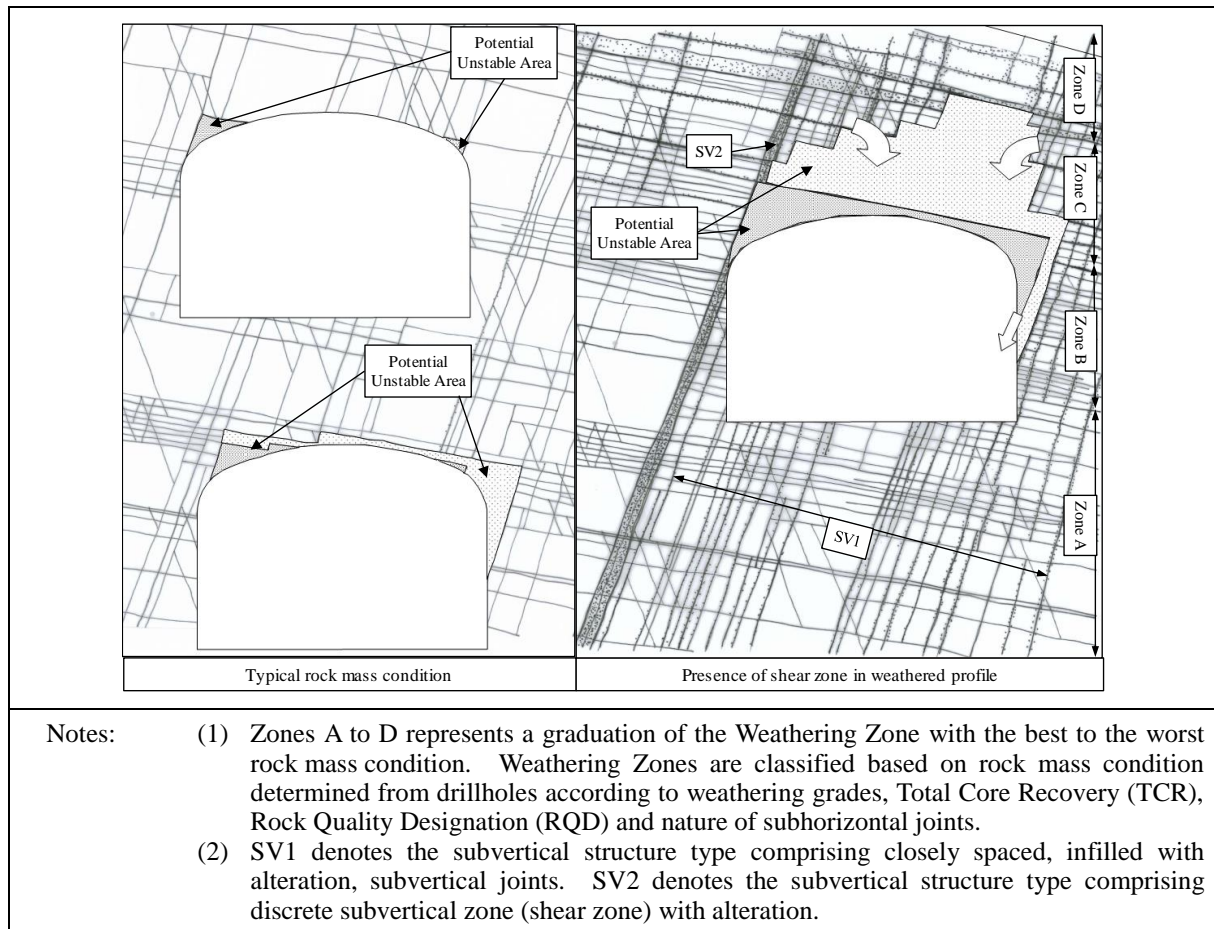 Potential
Unstable Area
Potential
Unstable Area
Typical rock mass condition
SV2
Potential
Unstable Area
SV1
Zone D
Zone C
Zone B
Zone A
Presence of shear zone in weathered profile
Notes: (1) Zones A to D represents a graduation of the Weathering Zone with the best to the worst
rock mass condition. Weathering Zones are classified based on rock mass condition
determined from drillholes according to weathering grades, Total Core Recovery (TCR),
Rock Quality Designation (RQD) and nature of subhorizontal joints.
(2) SV1 denotes the subvertical structure type comprising closely spaced, infilled with
alteration, subvertical joints. SV2 denotes the subvertical structure type comprising
discrete subvertical zone (shear zone) with alteration.